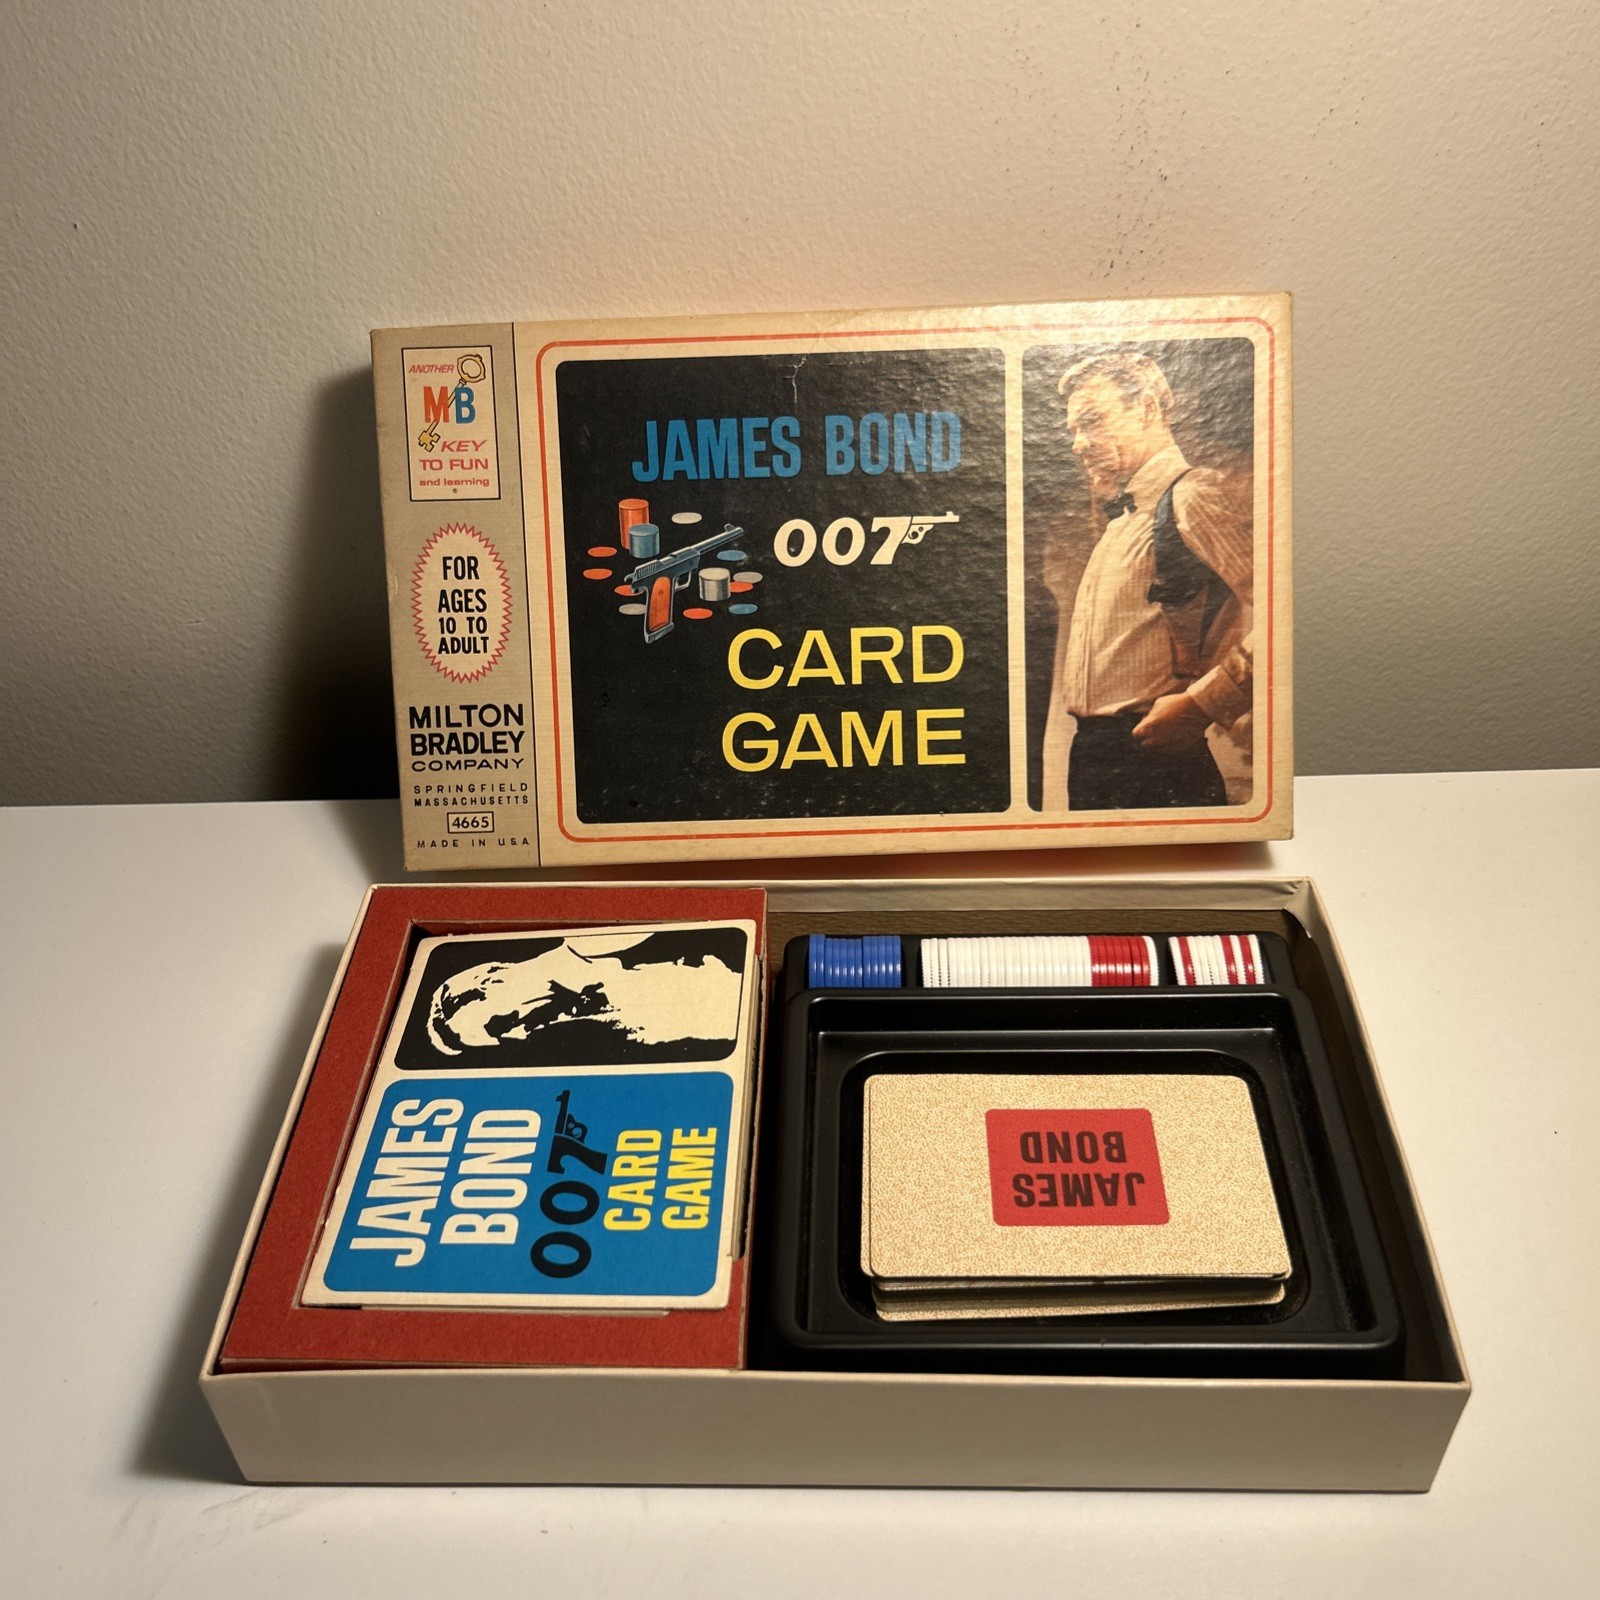 ANOTHER
MB
KEY
TO FUN
and learning
®
FOR
AGES
10 TO
ADULT
MILTON
BRADLEY
COMPANY
SPRINGFIELD
MASSACHUSETTS
4665
MADE IN U.S.A
JAMES BOND
007
CARD
GAME
JAMES
BOND
007
CARD
GAME
JAMES
BOND